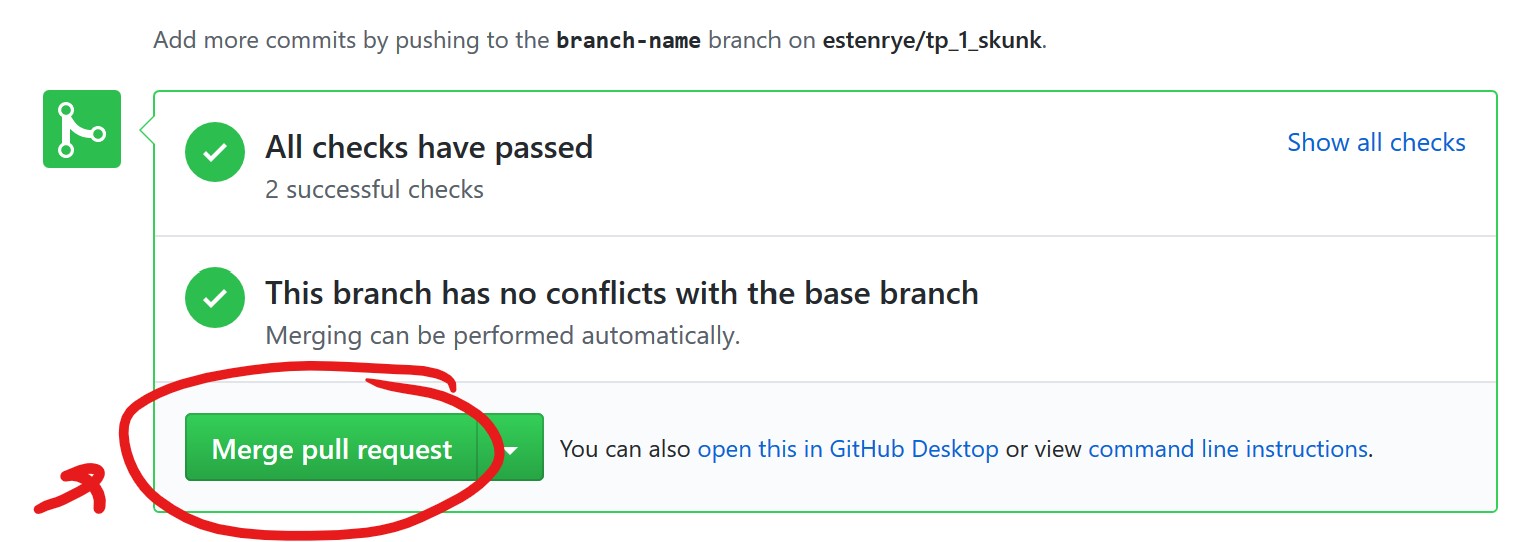 Add more commits by pushing to the branch-name branch on estenrye/tp_1_skunk.
All checks have passed
Show all checks
2 successful checks
This branch has no conflicts with the base branch
Merging can be performed automatically.
Merge pull request
You can also open this in GitHub Desktop or view command line instructions.